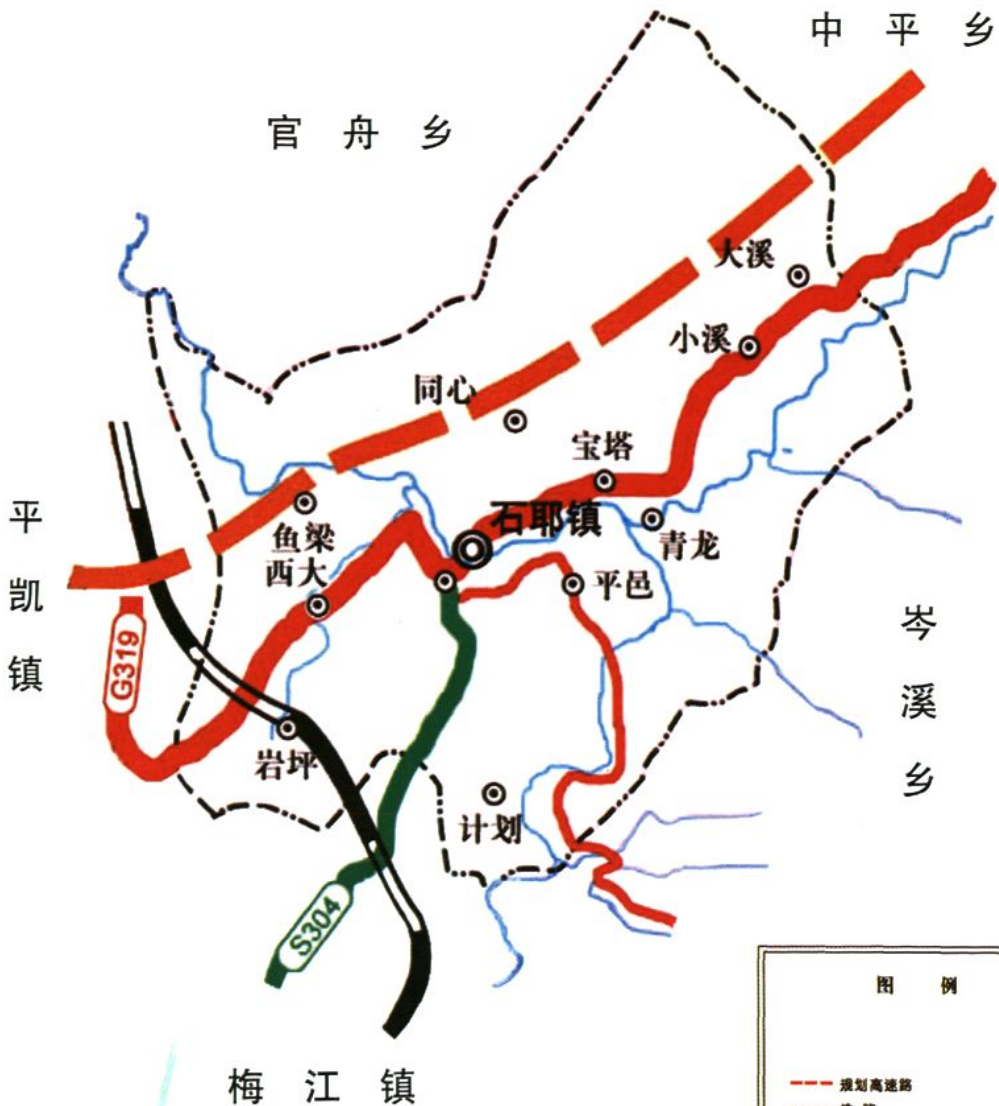 中平乡
官舟乡
大溪
小溪
同心
宝塔
石耶镇
青龙
鱼梁
西大
平邑
平凯镇
G319
岑溪乡
岩坪
计划
S304
梅江镇
图例
规划高速路